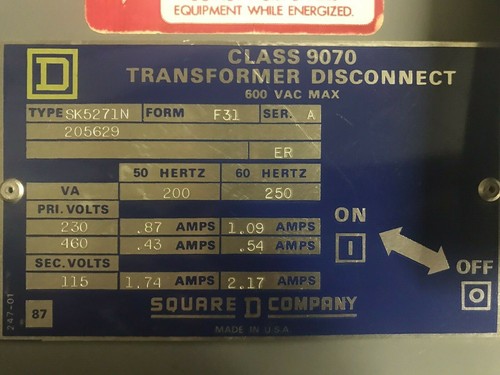 EQUIPMENT WHILE ENERGIZED.
D
CLASS 9070
TRANSFORMER DISCONNECT
600 VAC MAX
TYPE SK5271N FORM F31 SER. A
205629
ER
50 HERTZ 60 HERTZ
VA 200 250
PRI. VOLTS
230 .87 AMPS 1.09 AMPS
460 .43 AMPS .54 AMPS
SEC. VOLTS
115 1.74 AMPS 2.17 AMPS
ON
I
OFF
O
SQUARE D COMPANY
MADE IN U.S.A.
87
247-01